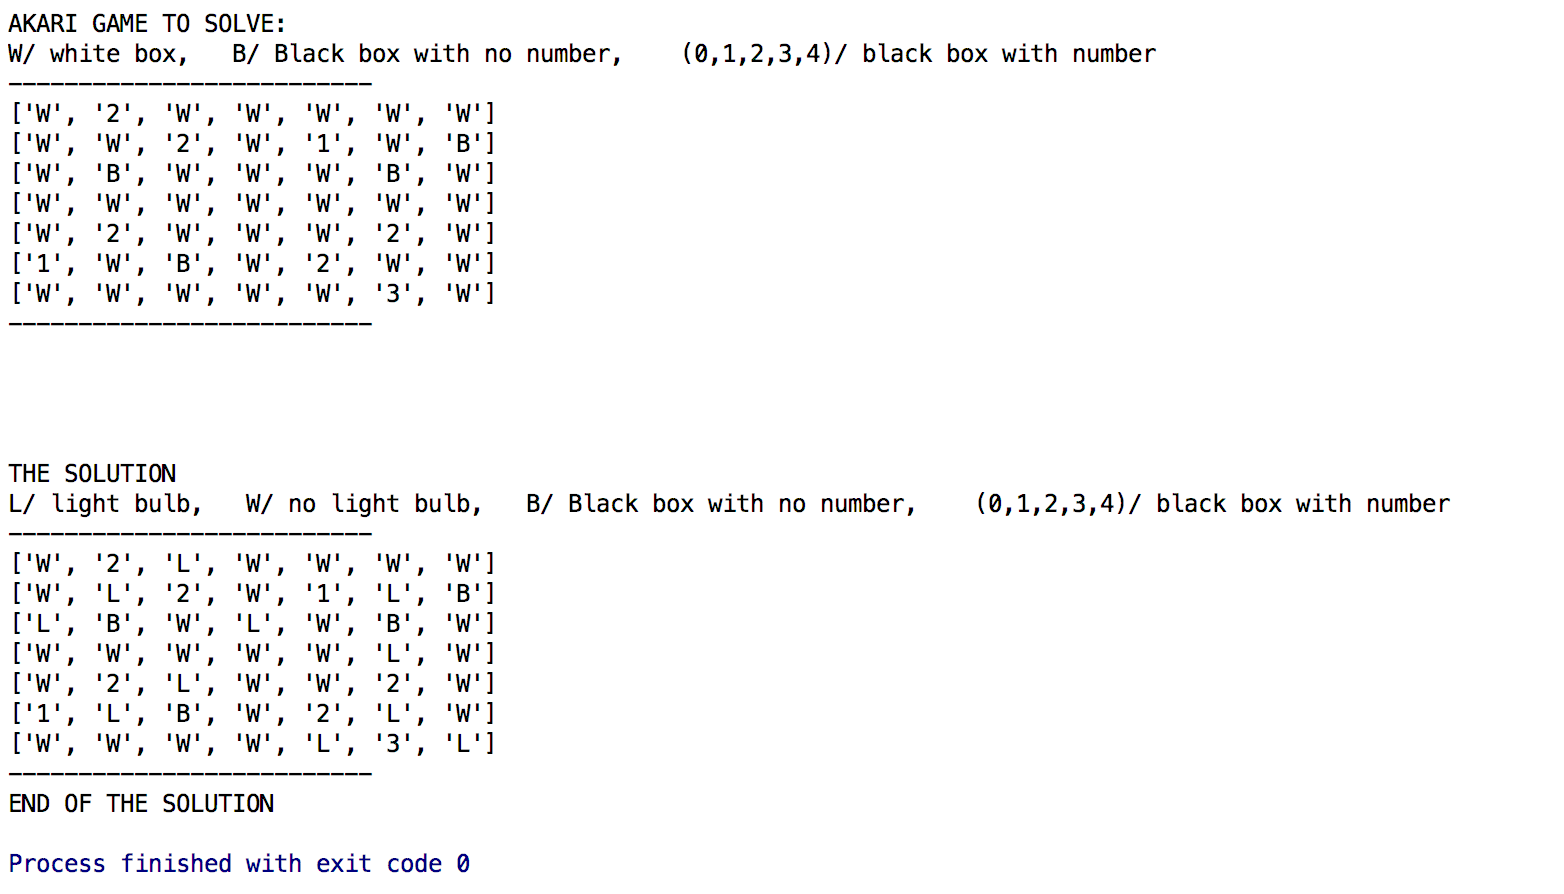 AKARI GAME TO SOLVE:
W/ white box,   B/ Black box with no number,    (0,1,2,3,4)/ black box with number
--------------------------
['W', '2', 'W', 'W', 'W', 'W', 'W']
['W', 'W', '2', 'W', '1', 'W', 'B']
['W', 'B', 'W', 'W', 'W', 'B', 'W']
['W', 'W', 'W', 'W', 'W', 'W', 'W']
['W', '2', 'W', 'W', 'W', '2', 'W']
['1', 'W', 'B', 'W', '2', 'W', 'W']
['W', 'W', 'W', 'W', 'W', '3', 'W']
--------------------------
THE SOLUTION
L/ light bulb,   W/ no light bulb,   B/ Black box with no number,    (0,1,2,3,4)/ black box with number
--------------------------
['W', '2', 'L', 'W', 'W', 'W', 'W']
['W', 'L', '2', 'W', '1', 'L', 'B']
['L', 'B', 'W', 'L', 'W', 'B', 'W']
['W', 'W', 'W', 'W', 'W', 'L', 'W']
['W', '2', 'L', 'W', 'W', '2', 'W']
['1', 'L', 'B', 'W', '2', 'L', 'W']
['W', 'W', 'W', 'W', 'L', '3', 'L']
--------------------------
END OF THE SOLUTION
Process finished with exit code 0